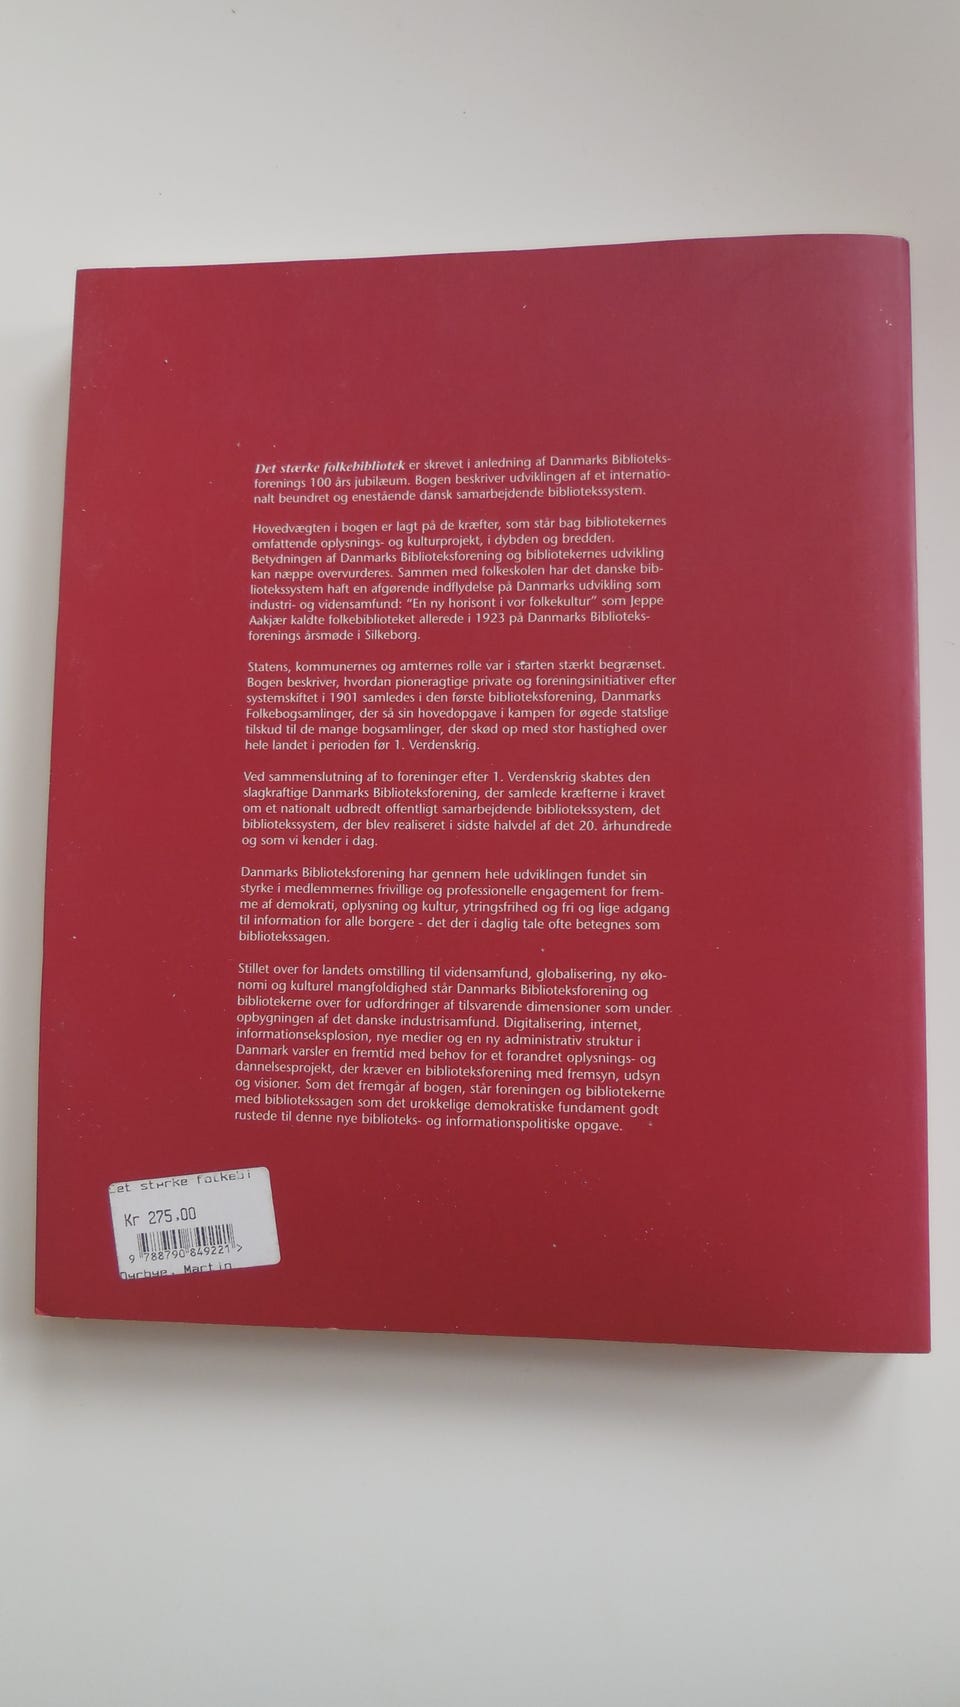 Det stærke folkebibliotek er skrevet i anledning af Danmarks Biblioteks-
forenings 100 års jubilæum. Bogen beskriver udviklingen af et internatio-
nalt beundret og enestående dansk samarbejdende bibliotekssystem.
Hovedvægten i bogen er lagt på de kræfter, som står bag bibliotekernes
omfattende oplysnings- og kulturprojekt, i dybden og bredden.
Betydningen af Danmarks Biblioteksforening og bibliotekernes udvikling
kan næppe overvurderes. Sammen med folkeskolen har det danske bib-
liotekssystem haft en afgørende indflydelse på Danmarks udvikling som
industri- og vidensamfund: "En ny horisont i vor folkekultur" som Jeppe
Aakjær kaldte folkebiblioteket allerede i 1923 på Danmarks Biblioteks-
forenings årsmøde i Silkeborg.
Statens, kommunernes og amternes rolle var i starten stærkt begrænset.
Bogen beskriver, hvordan pioneragtige private og foreningsinitiativer efter
systemskiftet i 1901 samledes i den første biblioteksforening, Danmarks
Folkebogsamlinger, der så sin hovedopgave i kampen for øgede statslige
tilskud til de mange bogsamlinger, der skød op med stor hastighed over
hele landet i perioden før 1. Verdenskrig.
Ved sammenslutning af to foreninger efter 1. Verdenskrig skabtes den
slagkraftige Danmarks Biblioteksforening, der samlede kræfterne i kravet
om et nationalt udbredt offentligt samarbejdende bibliotekssystem, det
bibliotekssystem, der blev realiseret i sidste halvdel af det 20. århundrede
og som vi kender i dag.
Danmarks Biblioteksforening har gennem hele udviklingen fundet sin
styrke i medlemmernes frivillige og professionelle engagement for frem-
me af demokrati, oplysning og kultur, ytringsfrihed og fri og lige adgang
til information for alle borgere - det der i daglig tale ofte betegnes som
bibliotekssagen.
Stillet over for landets omstilling til vidensamfund, globalisering, ny øko-
nomi og kulturel mangfoldighed står Danmarks Biblioteksforening og
bibliotekerne over for udfordringer af tilsvarende dimensioner som under
opbygningen af det danske industrisamfund. Digitalisering, internet,
informationseksplosion, nye medier og en ny administrativ struktur i
Danmark varsler en fremtid med behov for et forandret oplysnings- og
dannelsesprojekt, der kræver en biblioteksforening med fremsyn, udsyn
og visioner. Som det fremgår af bogen, står foreningen og bibliotekerne
med bibliotekssagen som det urokkelige demokratiske fundament godt
rustede til denne nye biblioteks- og informationspolitiske opgave.
Det stærke folkebi
Kr 275,00
9 788790 849221 >
Dyrbye, Martin